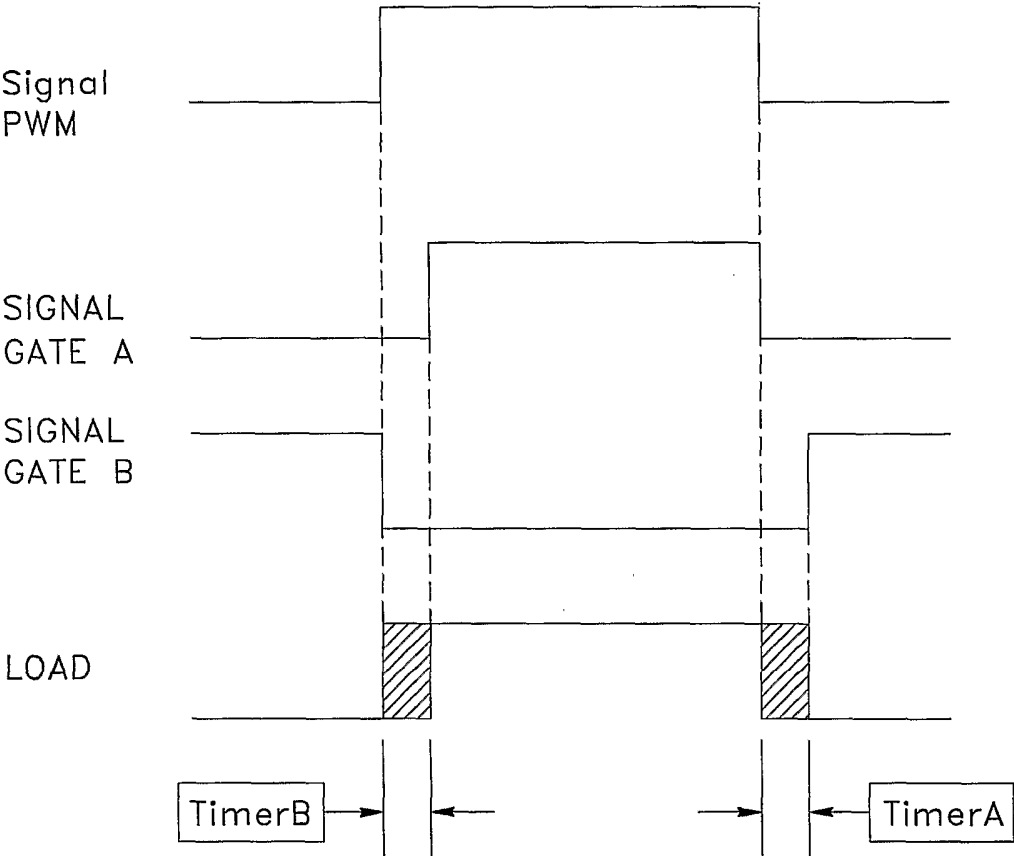 Signal
PWM
SIGNAL
GATE A
SIGNAL
GATE B
LOAD
TimerB
TimerA